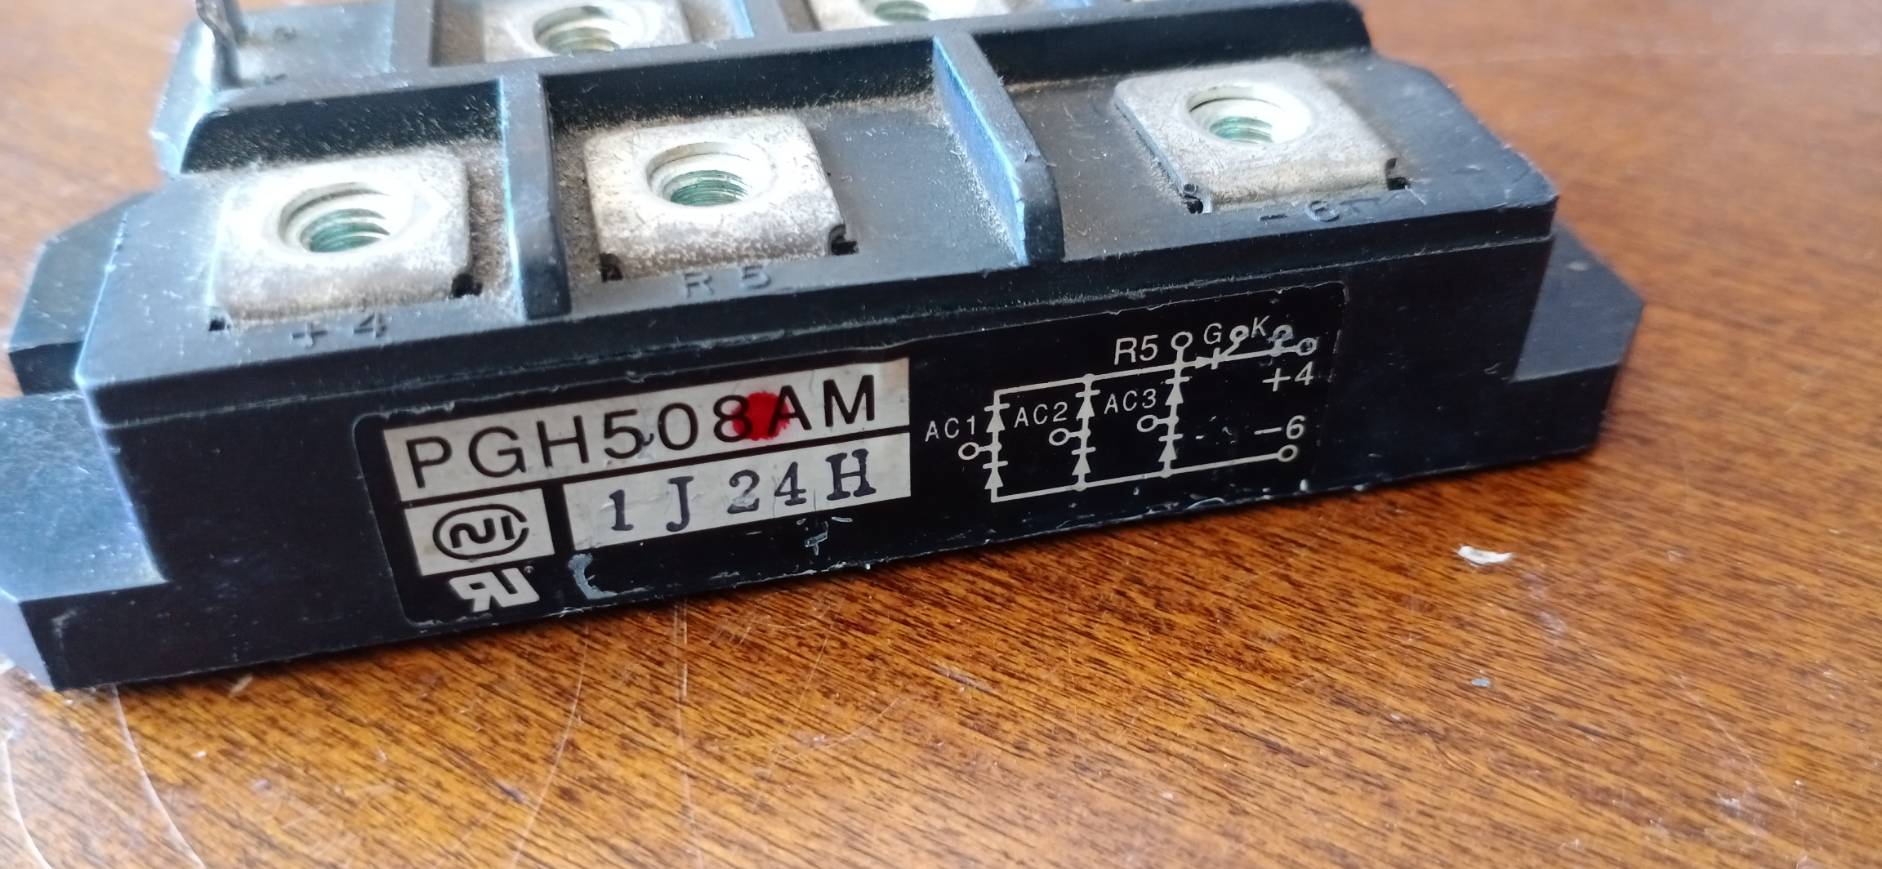 +4
R5
-6
PGH508AM
1J24H
R5 G K
+4
AC1 AC2 AC3
-6